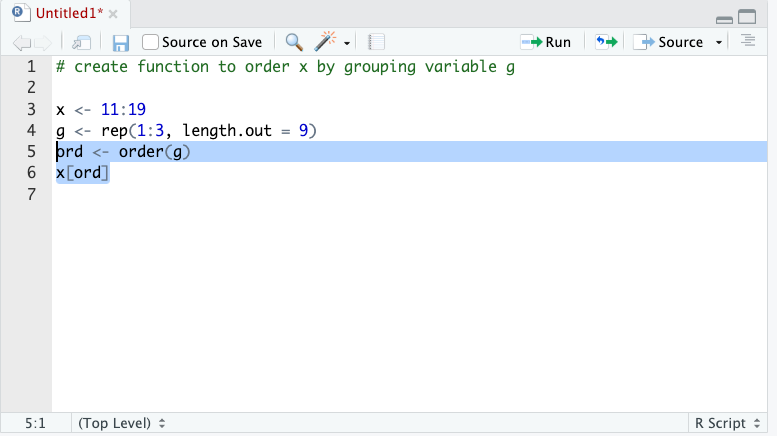 Untitled1*
Source on Save Run Source
1 # create function to order x by grouping variable g
2
3 x <- 11:19
4 g <- rep(1:3, length.out = 9)
5 ord <- order(g)
6 x[ord]
7
5:1 (Top Level) R Script